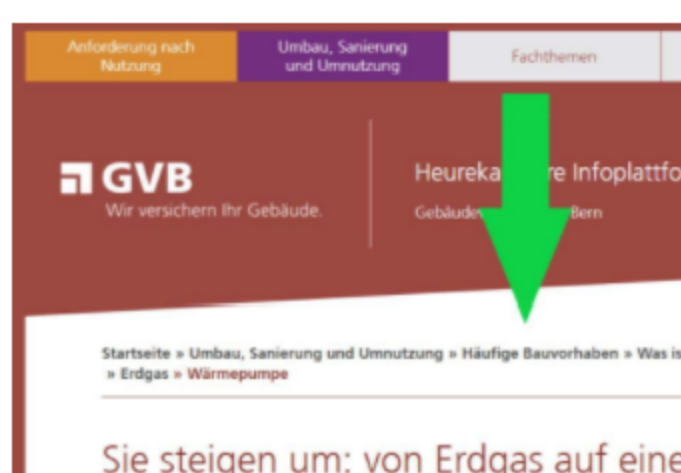 Anforderung nach
Nutzung
Umbau, Sanierung
und Umnutzung
Fachthemen
GVB
Wir versichern Ihr Gebäude.
Heureka re Infoplattfo
Gebäude Bern
Startseite » Umbau, Sanierung und Umnutzung » Häufige Bauvorhaben » Was is
» Erdgas » Wärmepumpe
Sie steigen um: von Erdgas auf eine